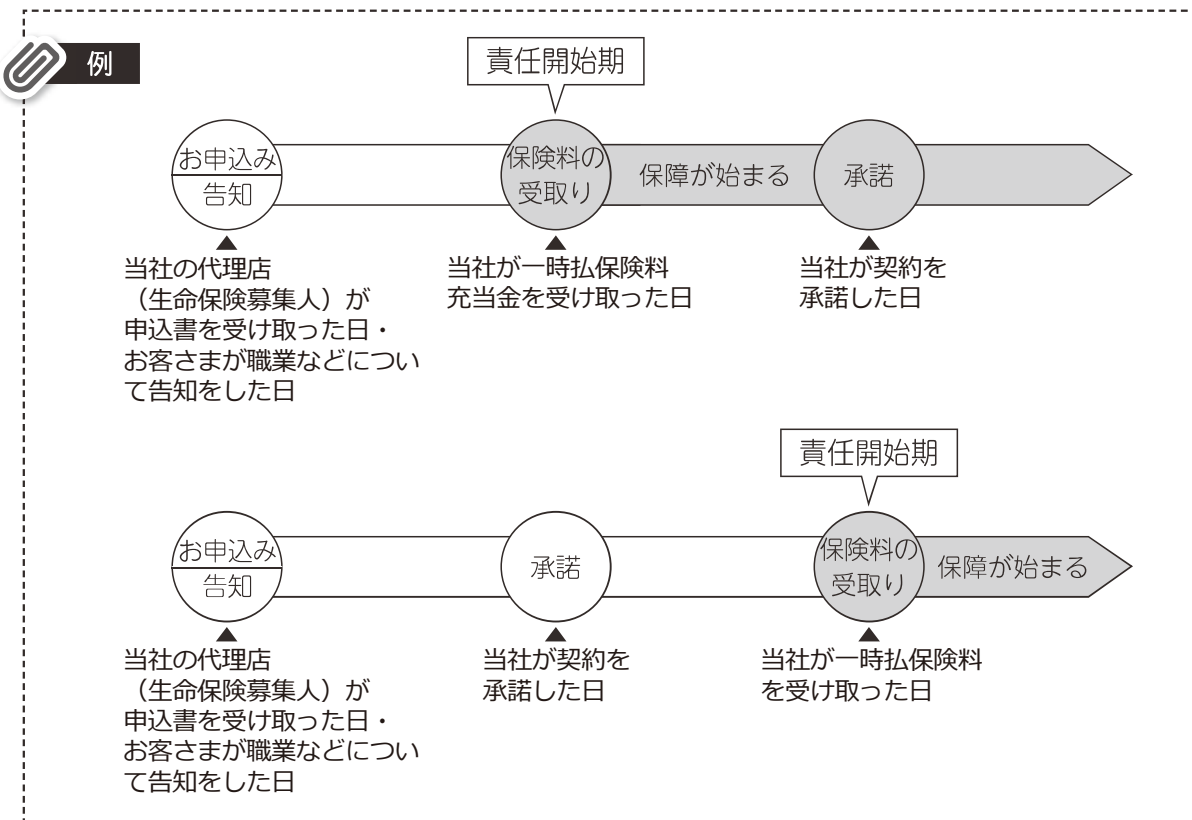 例
責任開始期
お申込み
告知
保険料の
受取り
保障が始まる
承諾
当社の代理店
（生命保険募集人）が
申込書を受け取った日・
お客さまが職業などについ
て告知をした日
当社が一時払保険料
充当金を受け取った日
当社が契約を
承諾した日
責任開始期
お申込み
告知
承諾
保険料の
受取り
保障が始まる
当社の代理店
（生命保険募集人）が
申込書を受け取った日・
お客さまが職業などについ
て告知をした日
当社が契約を
承諾した日
当社が一時払保険料
を受け取った日